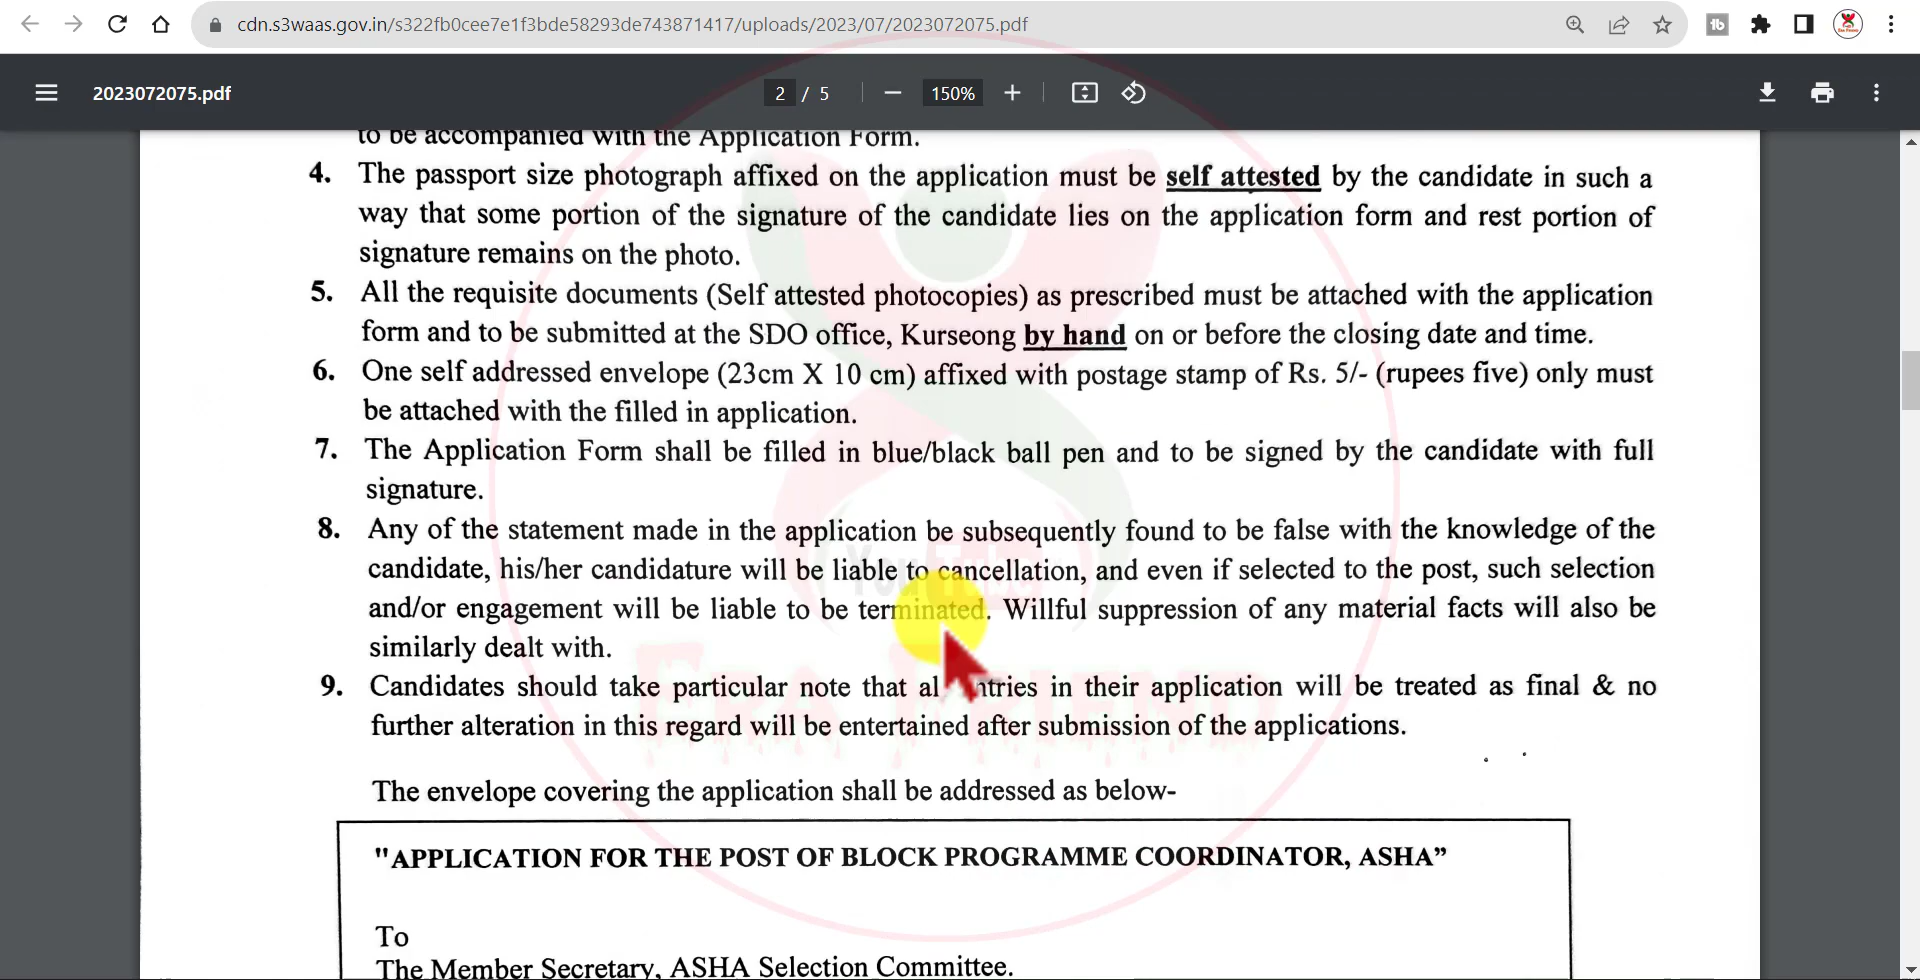 cdn.s3waas.gov.in/s322fb0cee7e1f3bde58293de743871417/uploads/2023/07/2023072075.pdf
2023072075.pdf
2 / 5
150%
to be accompanied with the Application Form.
4. The passport size photograph affixed on the application must be self attested by the candidate in such a
way that some portion of the signature of the candidate lies on the application form and rest portion of
signature remains on the photo.
5. All the requisite documents (Self attested photocopies) as prescribed must be attached with the application
form and to be submitted at the SDO office, Kurseong by hand on or before the closing date and time.
6. One self addressed envelope (23cm X 10 cm) affixed with postage stamp of Rs. 5/- (rupees five) only must
be attached with the filled in application.
7. The Application Form shall be filled in blue/black ball pen and to be signed by the candidate with full
signature.
8. Any of the statement made in the application be subsequently found to be false with the knowledge of the
candidate, his/her candidature will be liable to cancellation, and even if selected to the post, such selection
and/or engagement will be liable to be terminated. Willful suppression of any material facts will also be
similarly dealt with.
9. Candidates should take particular note that al ntries in their application will be treated as final & no
further alteration in this regard will be entertained after submission of the applications.
The envelope covering the application shall be addressed as below-
"APPLICATION FOR THE POST OF BLOCK PROGRAMME COORDINATOR, ASHA”
To
The Member Secretary, ASHA Selection Committee.
YouTube
Era Friend